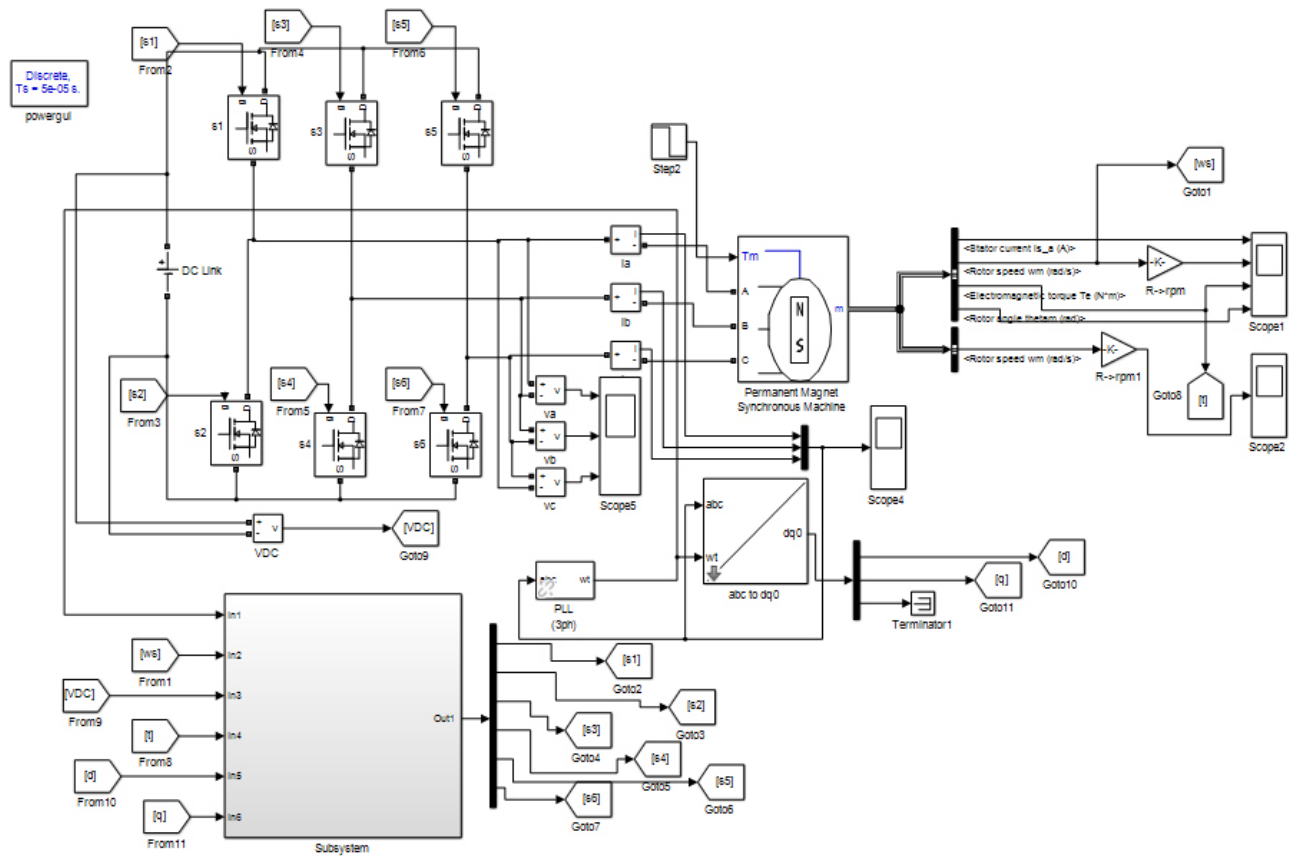 [s1]
From2
[s3]
From4
[s5]
From6
Discrete,
Ts = 5e-05 s.
powergui
g
D
S
s1
g
D
S
s3
g
D
S
s5
Step2
[ws]
Goto1
+
DC Link
+
-
i
Ia
+
-
i
Ib
+
-
i
Tm
A
B
C
N
S
m
Permanent Magnet
Synchronous Machine
<Stator current is_a (A)>
<Rotor speed wm (rad/s)>
<Electromagnetic torque Te (N*m)>
<Rotor angle thetam (rad)>
<Rotor speed wm (rad/s)>
-K-
R->rpm
-K-
R->rpm1
Scope1
Goto8
[t]
Scope2
[s2]
From3
[s4]
From5
[s6]
From7
g
D
S
s2
g
D
S
s4
g
D
S
s6
+
-
v
va
+
-
v
vb
+
-
v
vc
Scope5
Scope4
+
-
v
VDC
[VDC]
Goto9
abc
wt
dq0
abc to dq0
abc
wt
PLL
(3ph)
[d]
Goto10
[q]
Goto11
Terminator1
In1
In2
In3
In4
In5
In6
Out1
Subsystem
[ws]
From1
[VDC]
From9
[t]
From8
[d]
From10
[q]
From11
[s1]
Goto2
[s2]
Goto3
[s3]
Goto4
[s4]
Goto5
[s5]
Goto6
[s6]
Goto7